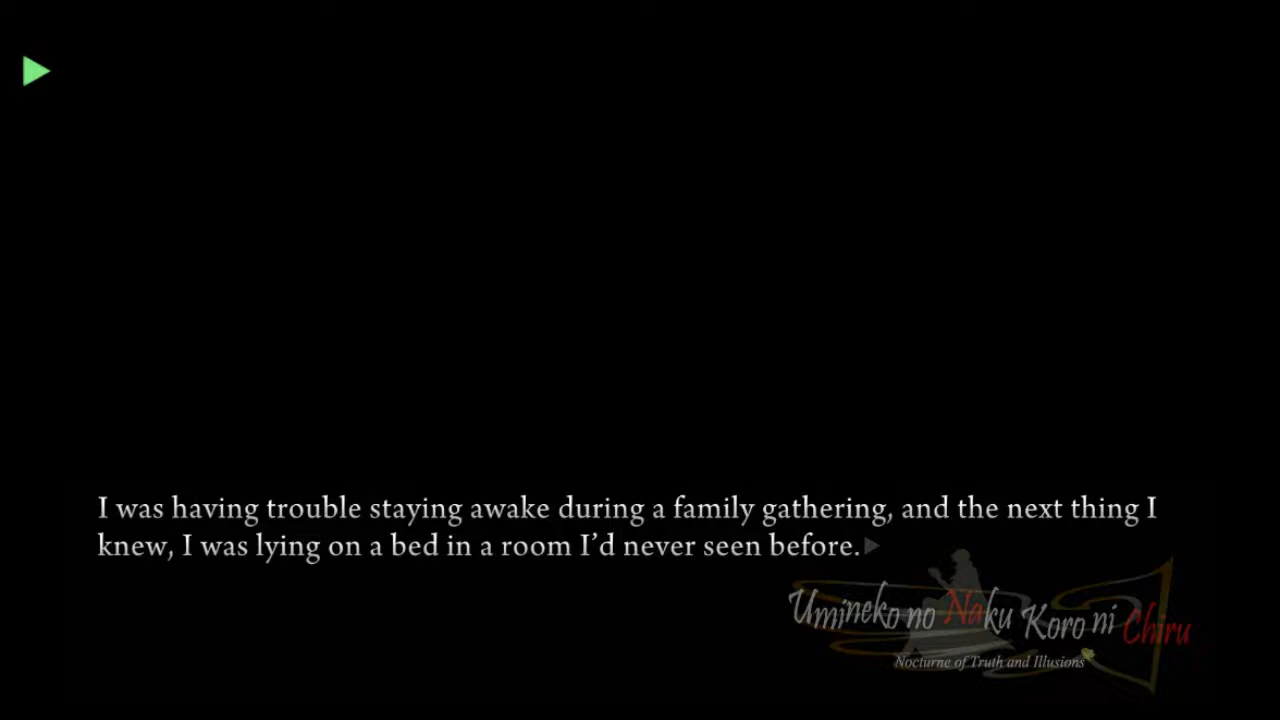 I was having trouble staying awake during a family gathering, and the next thing I
knew, I was lying on a bed in a room I’d never seen before.
Umineko no Naku Koro ni Chiru
Nocturne of Truth and Illusions